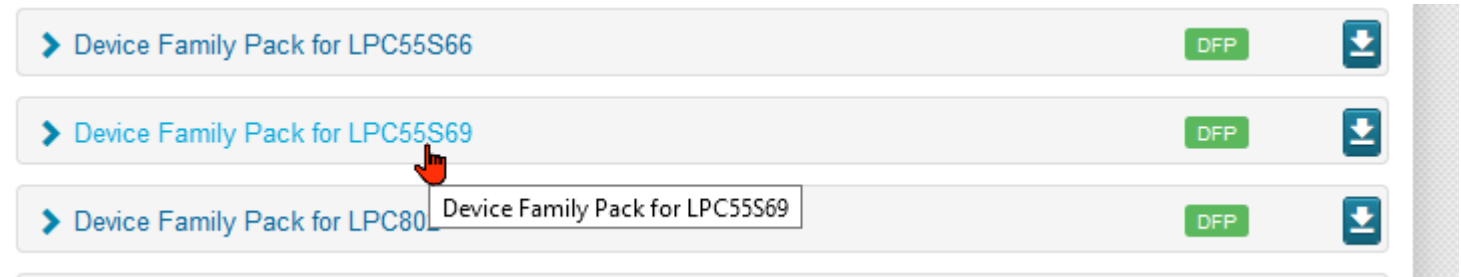 Device Family Pack for LPC55S66 DFP
Device Family Pack for LPC55S69 DFP
Device Family Pack for LPC55S69
Device Family Pack for DFP